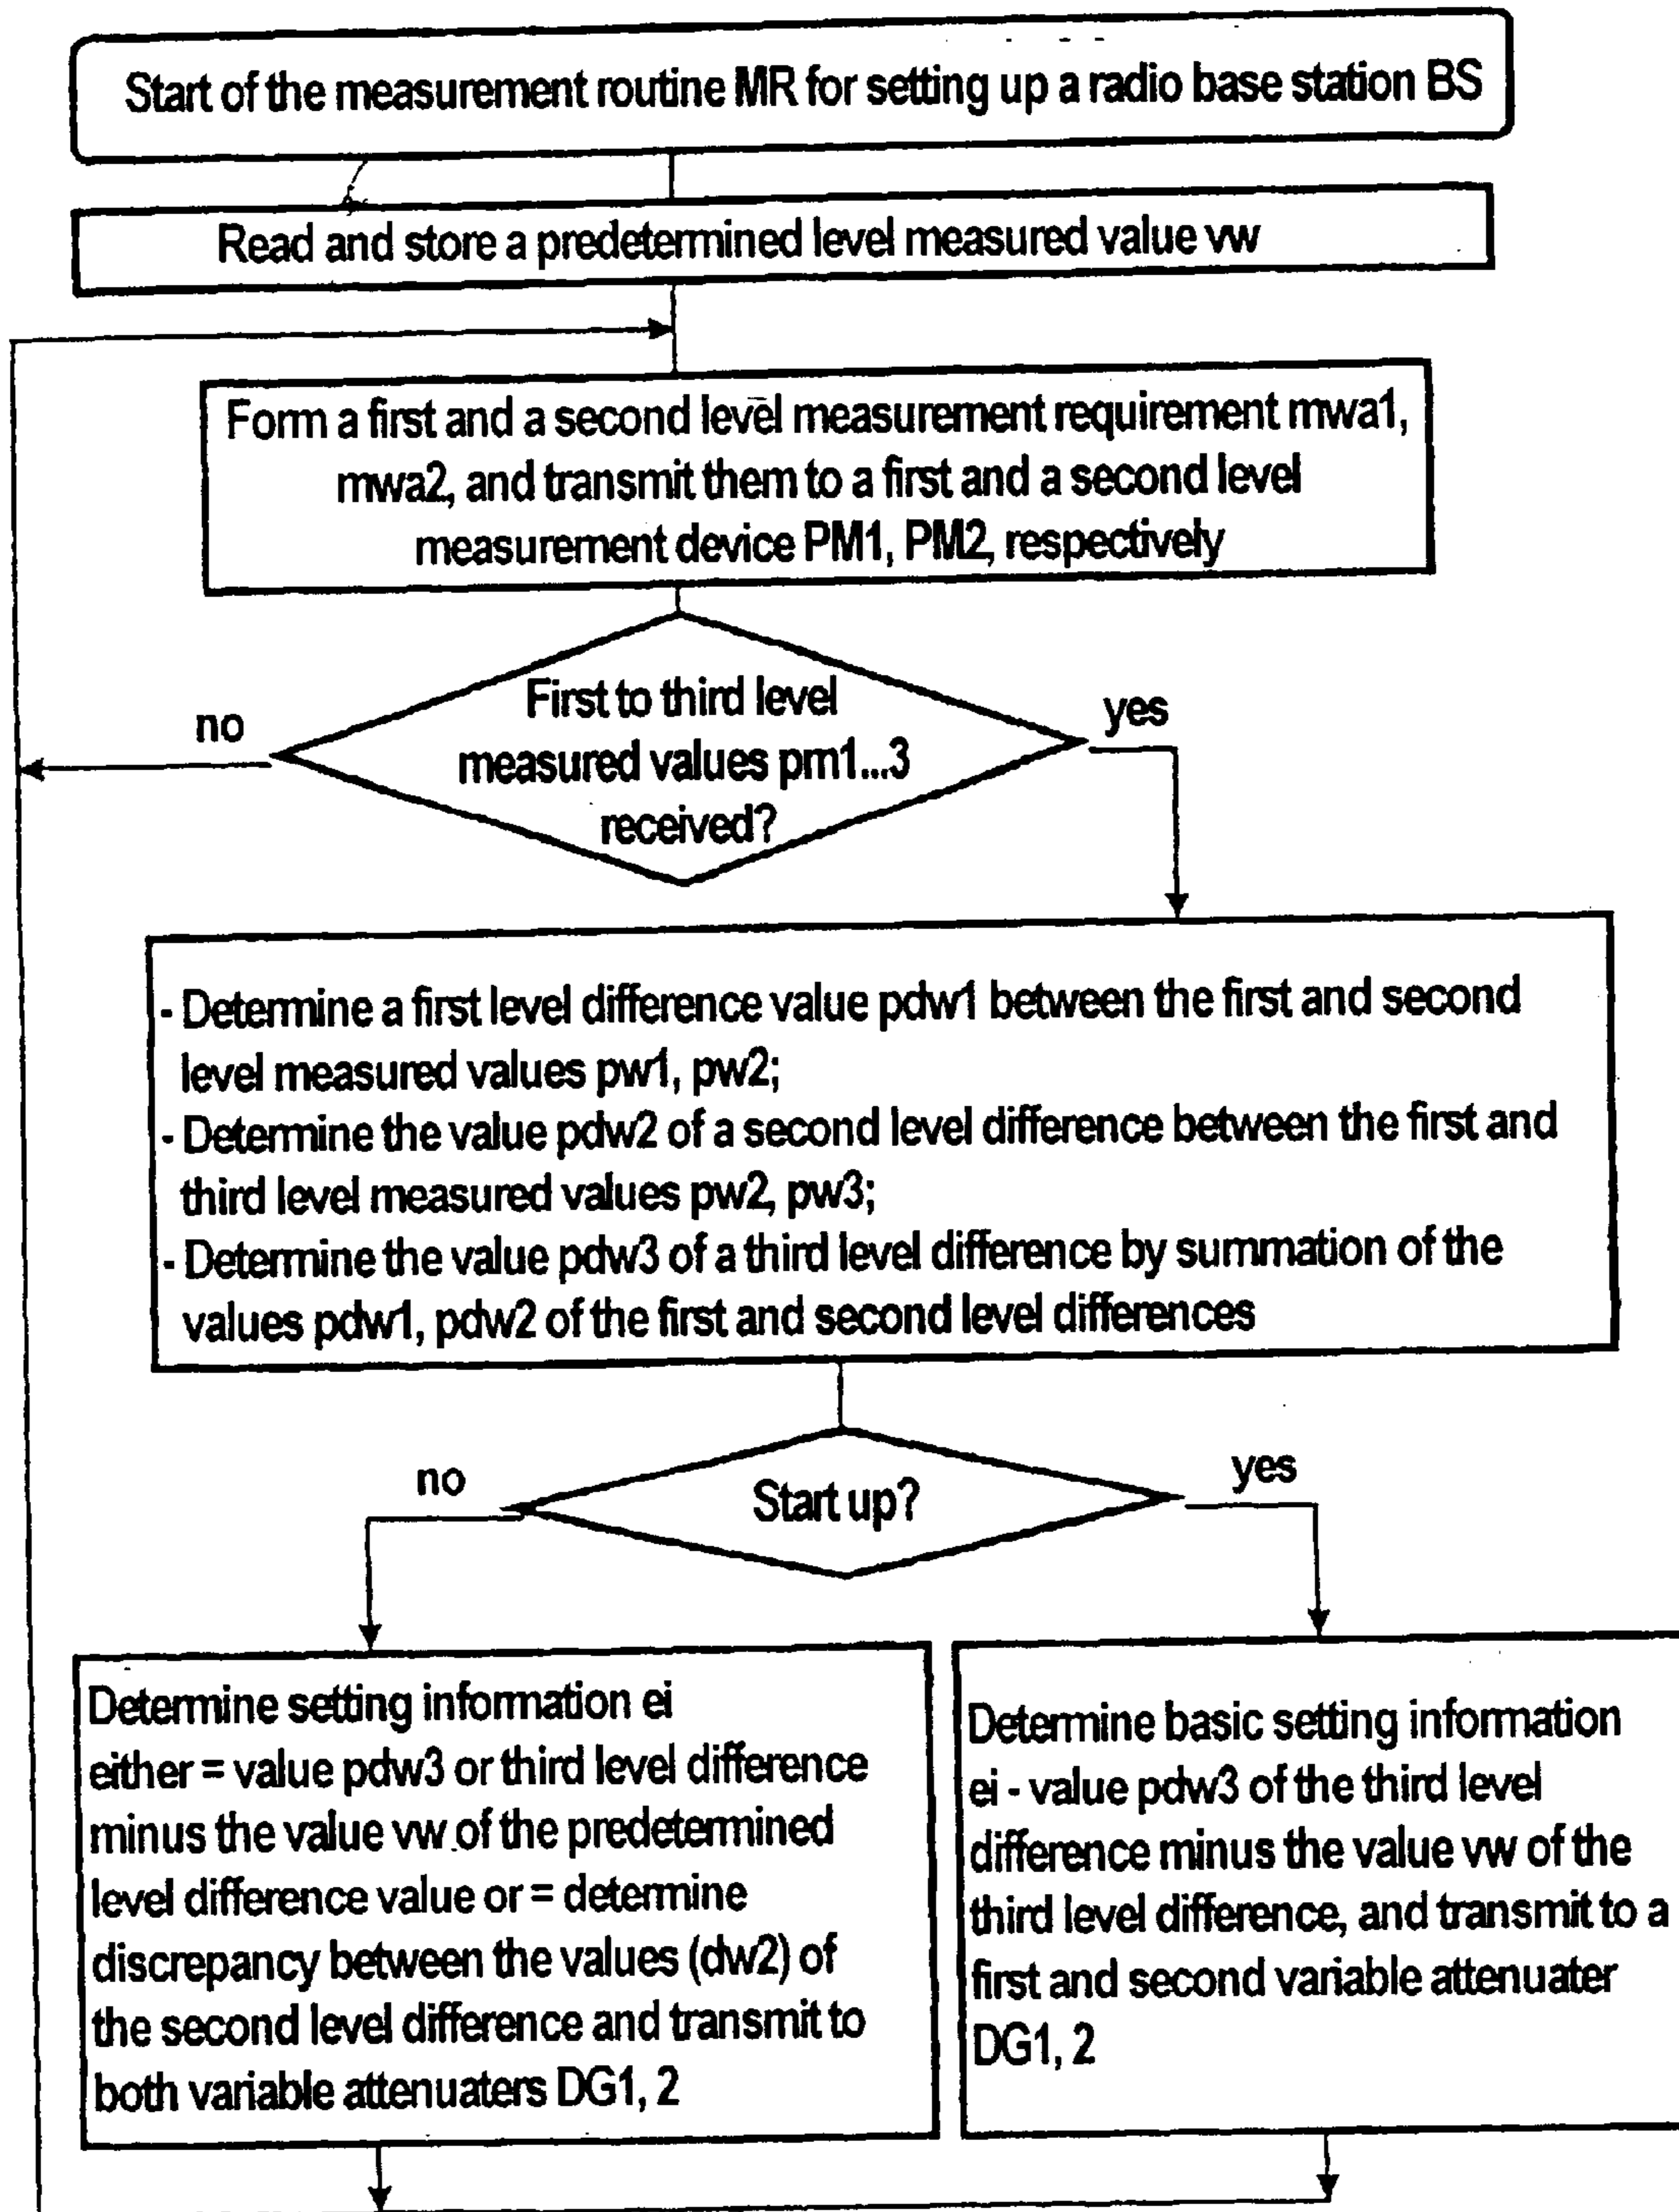 Start of the measurement routine MR for setting up a radio base station BS
Read and store a predetermined level measured value vw
Form a first and a second level measurement requirement mwa1,
mwa2, and transmit them to a first and a second level
measurement device PM1, PM2, respectively
First to third level
measured values pm1...3
received?
no
yes
- Determine a first level difference value pdw1 between the first and second
level measured values pw1, pw2;
- Determine the value pdw2 of a second level difference between the first and
third level measured values pw2, pw3;
- Determine the value pdw3 of a third level difference by summation of the
values pdw1, pdw2 of the first and second level differences
Start up?
no
yes
Determine setting information ei
either = value pdw3 or third level difference
minus the value vw of the predetermined
level difference value or = determine
discrepancy between the values (dw2) of
the second level difference and transmit to
both variable attenuaters DG1, 2
Determine basic setting information
ei - value pdw3 of the third level
difference minus the value vw of the
third level difference, and transmit to a
first and second variable attenuater
DG1, 2